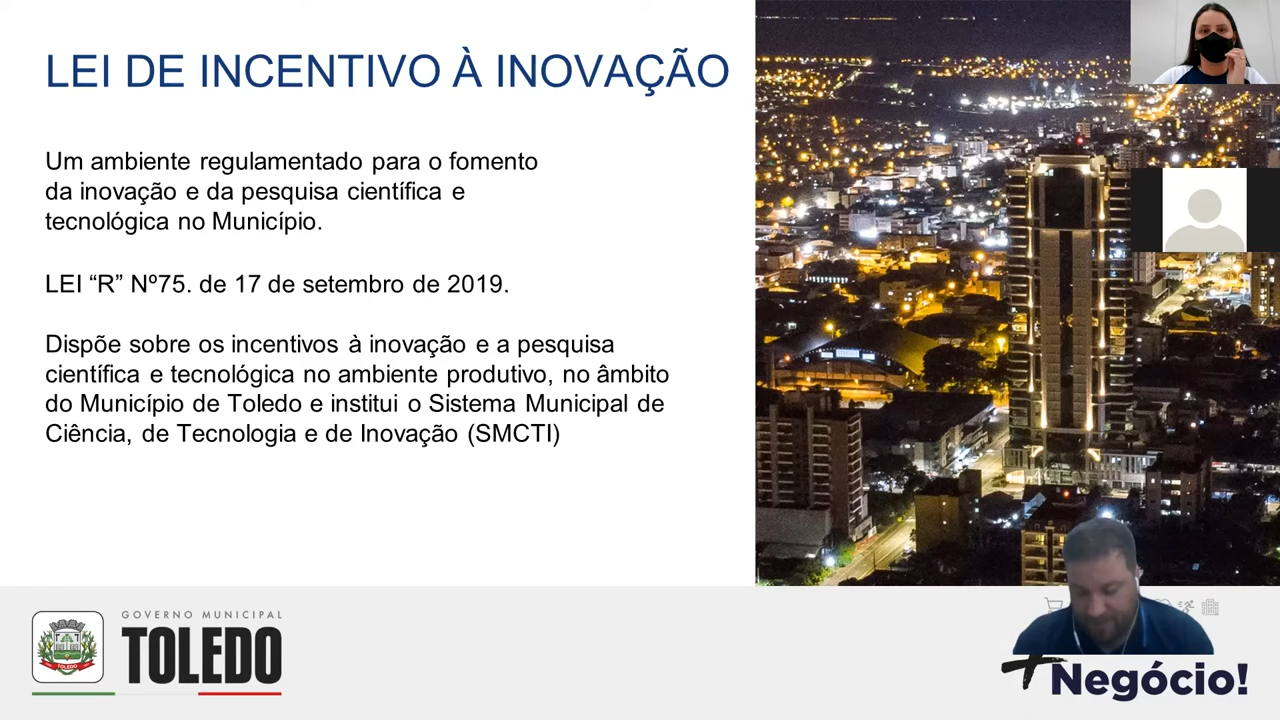 LEI DE INCENTIVO À INOVAÇÃO
Um ambiente regulamentado para o fomento
da inovação e da pesquisa científica e
tecnológica no Município.
LEI “R” Nº75. de 17 de setembro de 2019.
Dispõe sobre os incentivos à inovação e a pesquisa
científica e tecnológica no ambiente produtivo, no âmbito
do Município de Toledo e institui o Sistema Municipal de
Ciência, de Tecnologia e de Inovação (SMCTI)
GOVERNO MUNICIPAL
TOLEDO
TOLEDO
+Negócio!